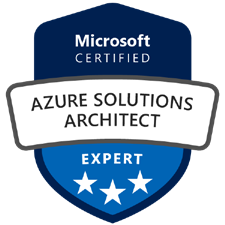 Microsoft
CERTIFIED
AZURE SOLUTIONS
ARCHITECT
EXPERT